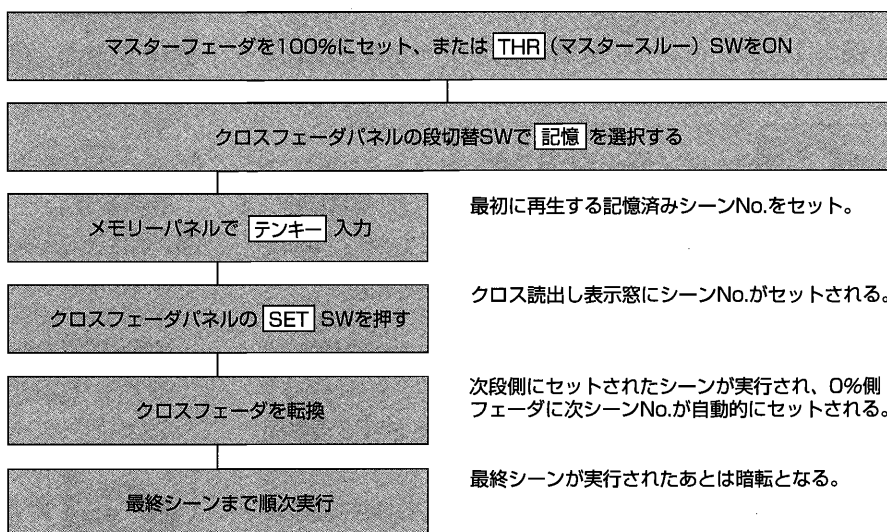 マスターフェーダを100%にセット、または THR (マスタースルー) SWをON
クロスフェーダパネルの段切替SWで 記憶 を選択する
メモリーパネルで テンキー 入力
最初に再生する記憶済みシーンNo.をセット。
クロスフェーダパネルの SET SWを押す
クロス読出し表示窓にシーンNo.がセットされる。
クロスフェーダを転換
次段側にセットされたシーンが実行され、0%側
フェーダに次シーンNo.が自動的にセットされる。
最終シーンまで順次実行
最終シーンが実行されたあとは暗転となる。